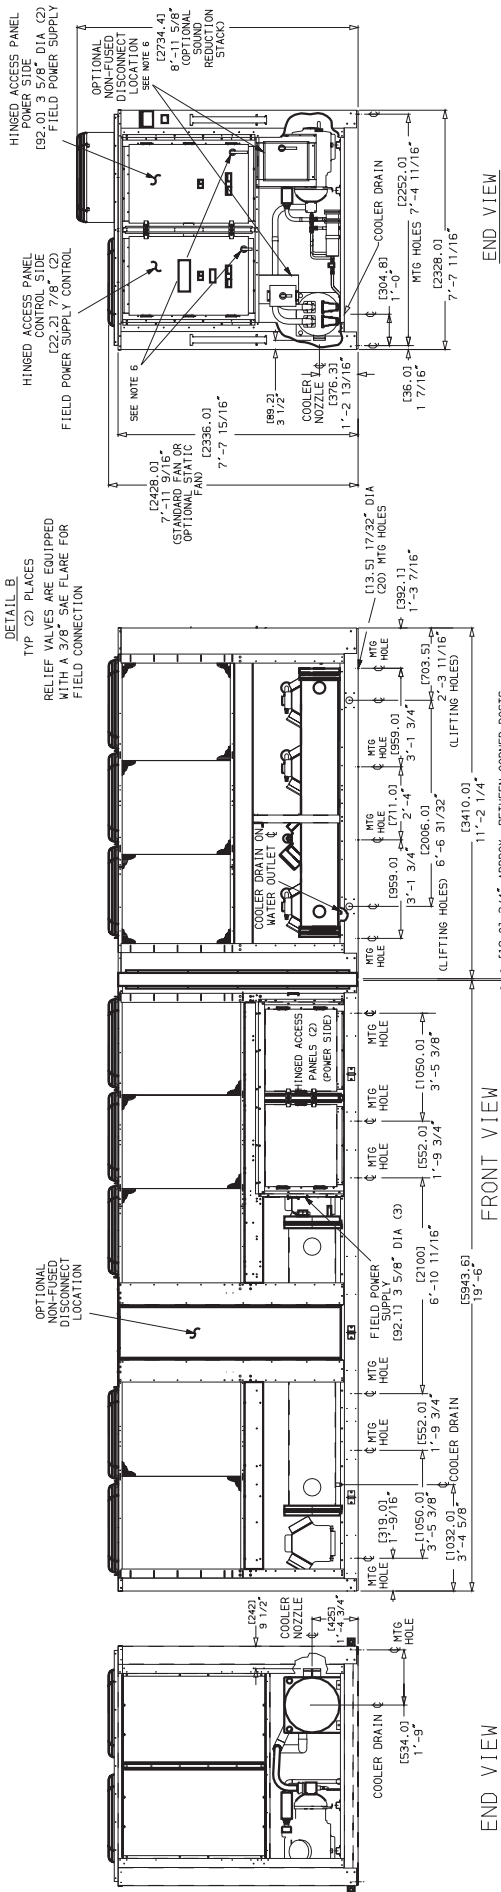 HINGED ACCESS PANEL
POWER SIDE
[92.0] 3 5/8" DIA (2)
FIELD POWER SUPPLY
OPTIONAL
NON-FUSED
DISCONNECT
LOCATION
SEE NOTE 6
[2734.4]
8'-11 5/8"
(OPTIONAL
SOUND
REDUCTION
STACK)
HINGED ACCESS PANEL
CONTROL SIDE
[22.2] 7/8" (2)
FIELD POWER SUPPLY CONTROL
SEE NOTE 6
[2428.0]
7'-11 9/16"
(STANDARD FAN OR
OPTIONAL STATIC
FAN)
[2336.0]
7'-7 15/16"
[89.2]
3 1/2"
COOLER
NOZZLE
[376.3]
1'-2 13/16"
[36.0]
1 7/16"
[304.8]
1'-0"
COOLER DRAIN
[2252.0]
MTG HOLES 7'-4 11/16"
[2328.0]
7'-7 11/16"
END VIEW
DETAIL B
TYP (2) PLACES
RELIEF VALVES ARE EQUIPPED
WITH A 3/8" SAE FLARE FOR
FIELD CONNECTION
COOLER DRAIN ON
WATER OUTLET ℄
[13.5] 17/32" DIA
(20) MTG HOLES
[392.1]
1'-3 7/16"
MTG
HOLE
[703.5]
2'-3 11/16"
(LIFTING HOLES)
[959.0]
3'-1 3/4"
MTG
HOLE
[711.0]
2'-4"
[2006.0]
6'-6 31/32"
MTG
HOLE
[959.0]
3'-1 3/4"
(LIFTING HOLES)
MTG
HOLE
[3410.0]
11'-2 1/4"
OPTIONAL
NON-FUSED
DISCONNECT
LOCATION
HINGED ACCESS
PANELS (2)
(POWER SIDE)
MTG
HOLE
[1050.0]
3'-5 3/8"
MTG
HOLE
[552.0]
1'-9 3/4"
MTG
HOLE
FIELD POWER
SUPPLY
[92.1] 3 5/8" DIA (3)
[2100]
6'-10 11/16"
MTG
HOLE
[552.0]
1'-9 3/4"
MTG
HOLE
℄ COOLER DRAIN
[319.0]
1'-9/16"
[1050.0]
3'-5 3/8"
[1032.0]
3'-4 5/8"
MTG
HOLE
[5943.6]
19'-6"
FRONT VIEW
[242]
9 1/2"
COOLER
NOZZLE
[425]
1'-4 3/4"
℄ MTG
HOLE
COOLER DRAIN ℄
[534.0]
1'-9"
END VIEW